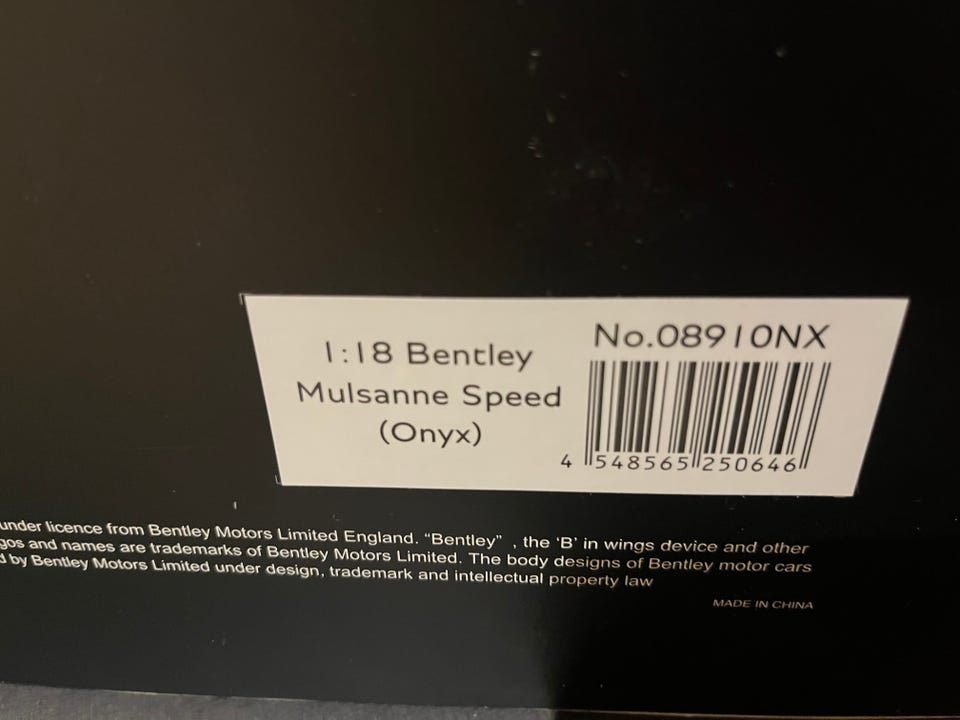 1:18 Bentley
Mulsanne Speed
(Onyx)
No.08910NX
4 548565 250646
under licence from Bentley Motors Limited England. “Bentley” , the ‘B’ in wings device and other
and names are trademarks of Bentley Motors Limited. The body designs of Bentley motor cars
by Bentley Motors Limited under design, trademark and intellectual property law
MADE IN CHINA